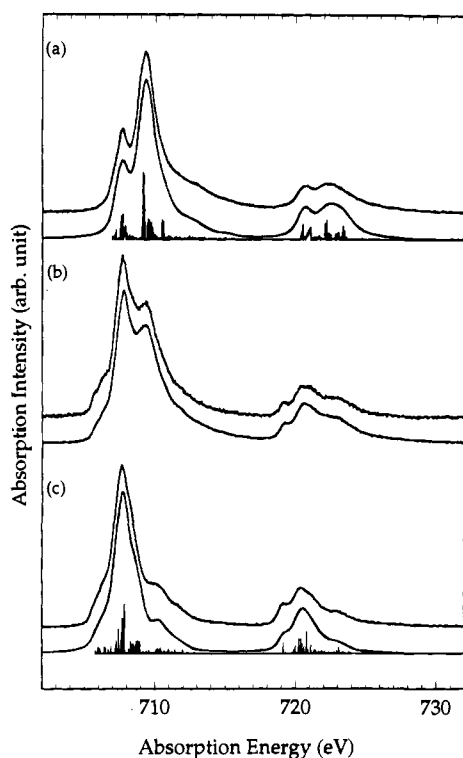 (a)
(b)
(c)
Absorption Intensity (arb. unit)
710
720
730
Absorption Energy (eV)